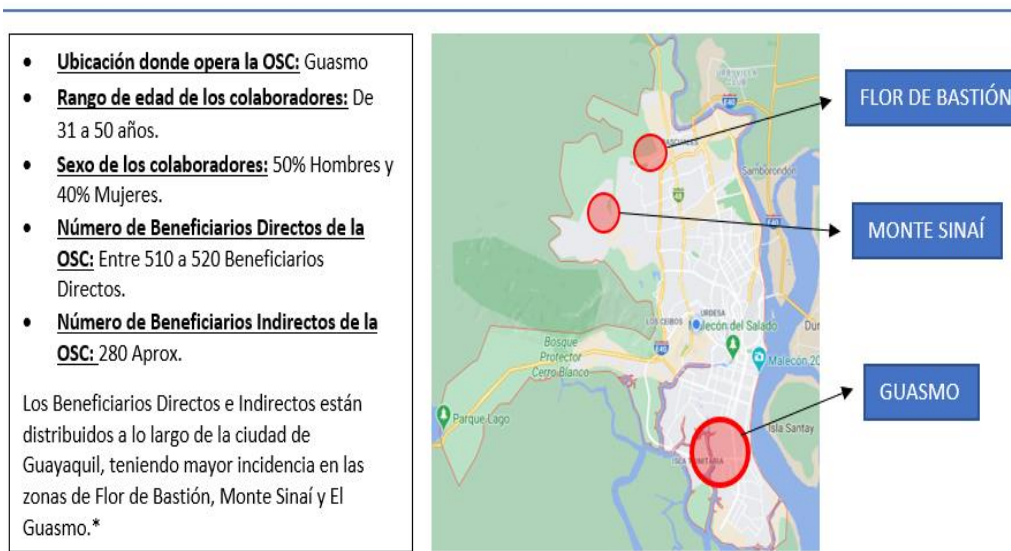 • Ubicación donde opera la OSC: Guasmo
• Rango de edad de los colaboradores: De
31 a 50 años.
• Sexo de los colaboradores: 50% Hombres y
40% Mujeres.
• Número de Beneficiarios Directos de la
OSC: Entre 510 a 520 Beneficiarios
Directos.
• Número de Beneficiarios Indirectos de la
OSC: 280 Aprox.
Los Beneficiarios Directos e Indirectos están
distribuidos a lo largo de la ciudad de
Guayaquil, teniendo mayor incidencia en las
zonas de Flor de Bastión, Monte Sinaí y El
Guasmo.*
E40
PASCUALES
Samborondón
48
LOS CEIBOS
URDESA
Malecón del Salado
Bosque
Protector
Cerro Blanco
E40
Malecón 20
Parque Lago
Isla Santay
ISLA TRINITARIA
FLOR DE BASTIÓN
MONTE SINAÍ
GUASMO